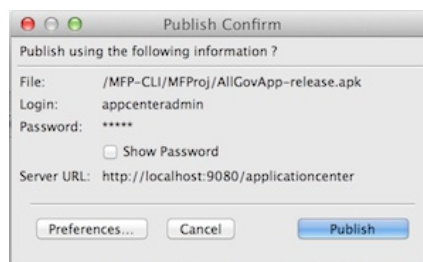 Publish Confirm
Publish using the following information ?
File: /MFP-CLI/MFProj/AllGovApp-release.apk
Login: appcenteradmin
Password: *****
Show Password
Server URL: http://localhost:9080/applicationcenter
Preferences... Cancel Publish